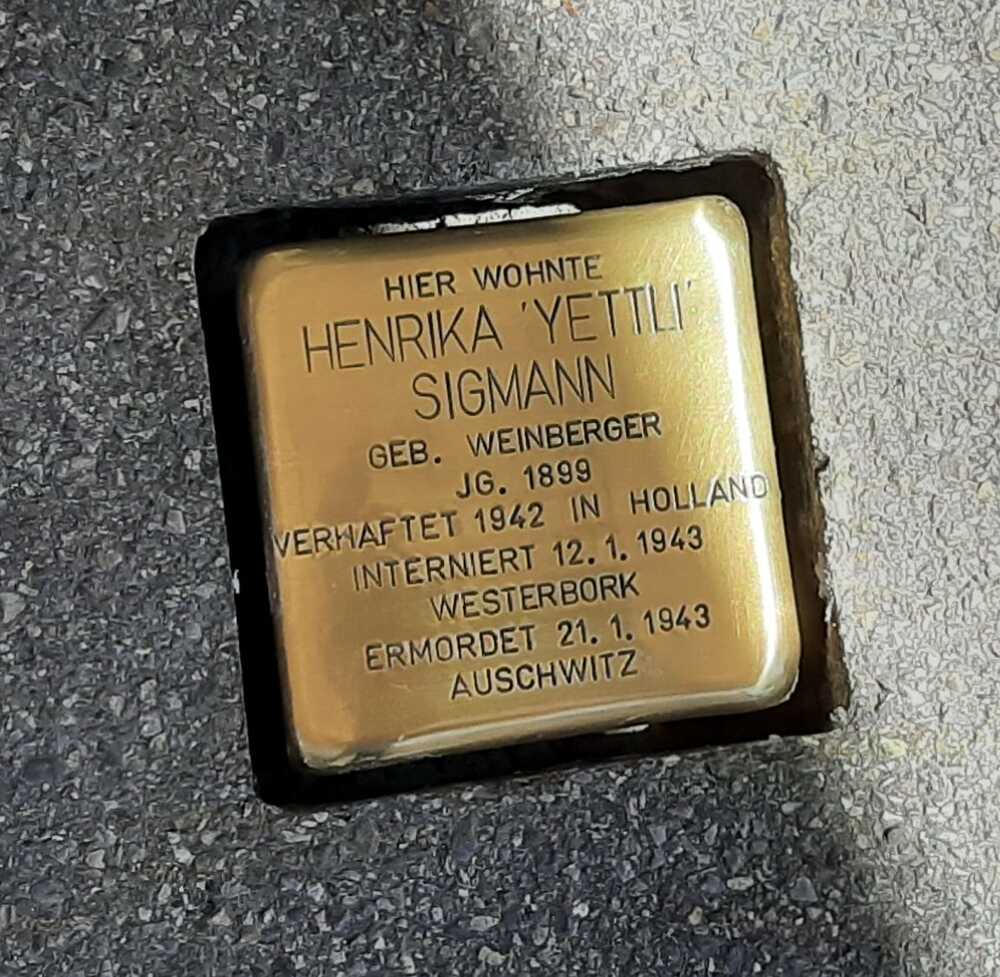 HIER WOHNTE
HENRIKA 'YETTLI'
SIGMANN
GEB. WEINBERGER
JG. 1899
VERHAFTET 1942 IN HOLLAND
INTERNIERT 12.1.1943
WESTERBORK
ERMORDET 21.1.1943
AUSCHWITZ